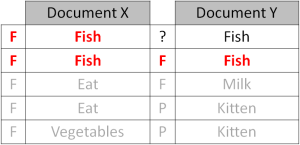 Document X Document Y
F Fish ? Fish
F Fish F Fish
F Eat F Milk
F Eat P Kitten
F Vegetables P Kitten